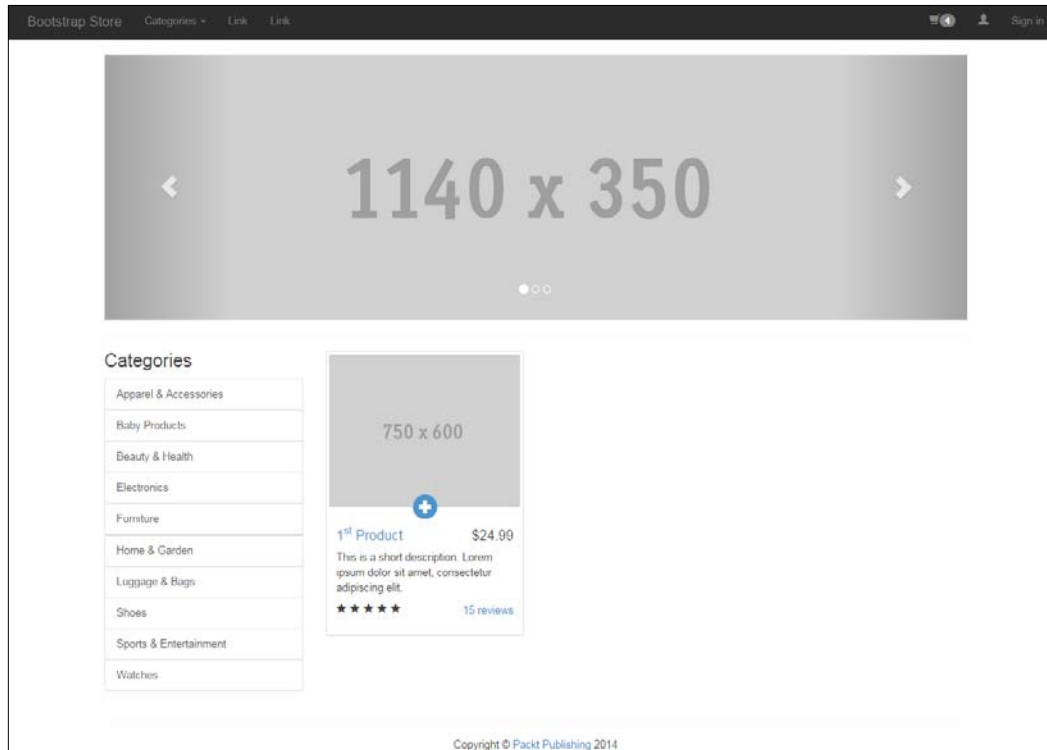 Bootstrap Store Categories Link Link 4 Sign in
1140 x 350
Categories
Apparel & Accessories
Baby Products
Beauty & Health
Electronics
Furniture
Home & Garden
Luggage & Bags
Shoes
Sports & Entertainment
Watches
750 x 600
1st Product $24.99
This is a short description. Lorem
ipsum dolor sit amet, consectetur
adipiscing elit.
15 reviews
Copyright © Packt Publishing 2014